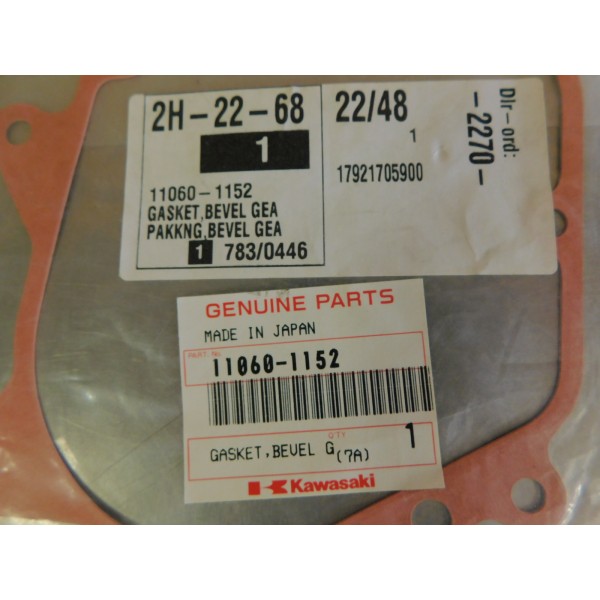 2H-22-68
1
11060-1152
GASKET,BEVEL GEA
PAKKNG,BEVEL GEA
1 783/0446
22/48
1
17921705900
Dlr-ord:
-2270-
GENUINE PARTS
MADE IN JAPAN
PART No.
11060-1152
QTY
GASKET,BEVEL G(7A) 1
Kawasaki